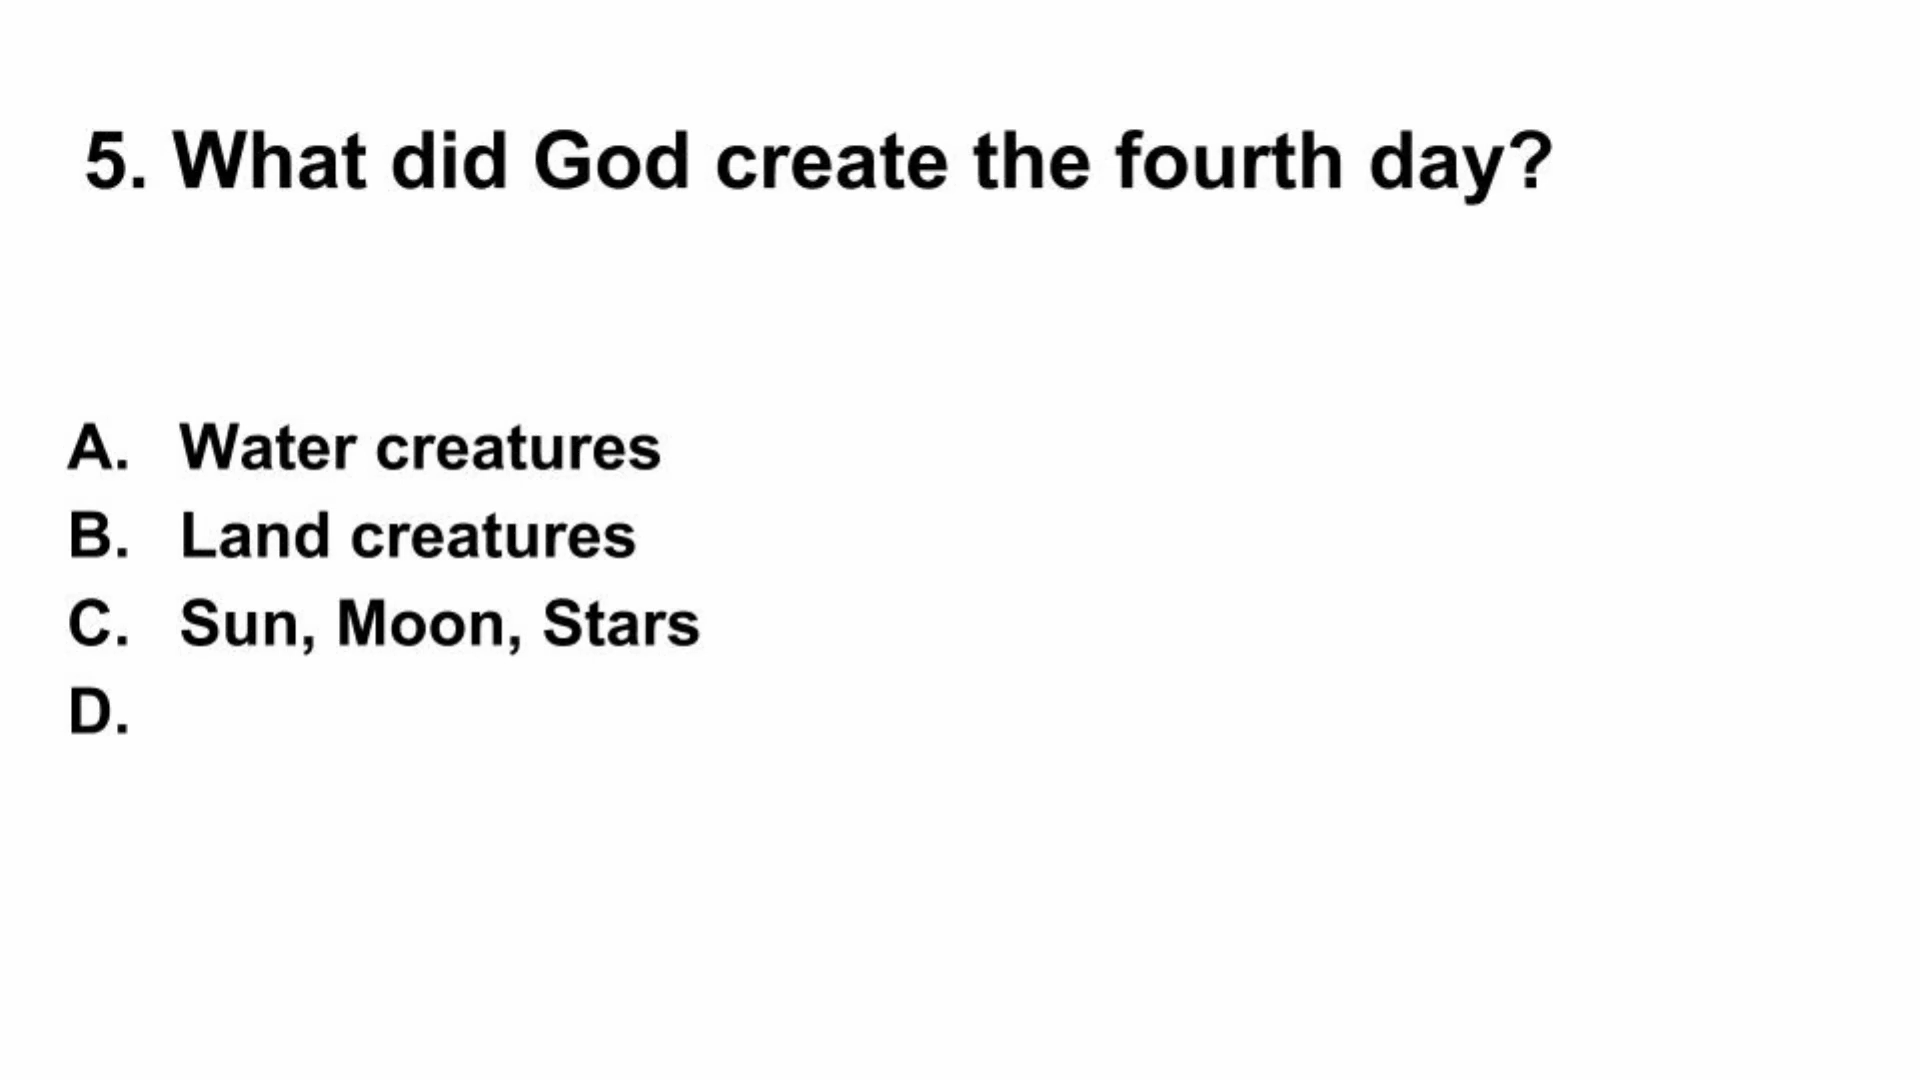 5. What did God create the fourth day?
A. Water creatures
B. Land creatures
C. Sun, Moon, Stars
D.